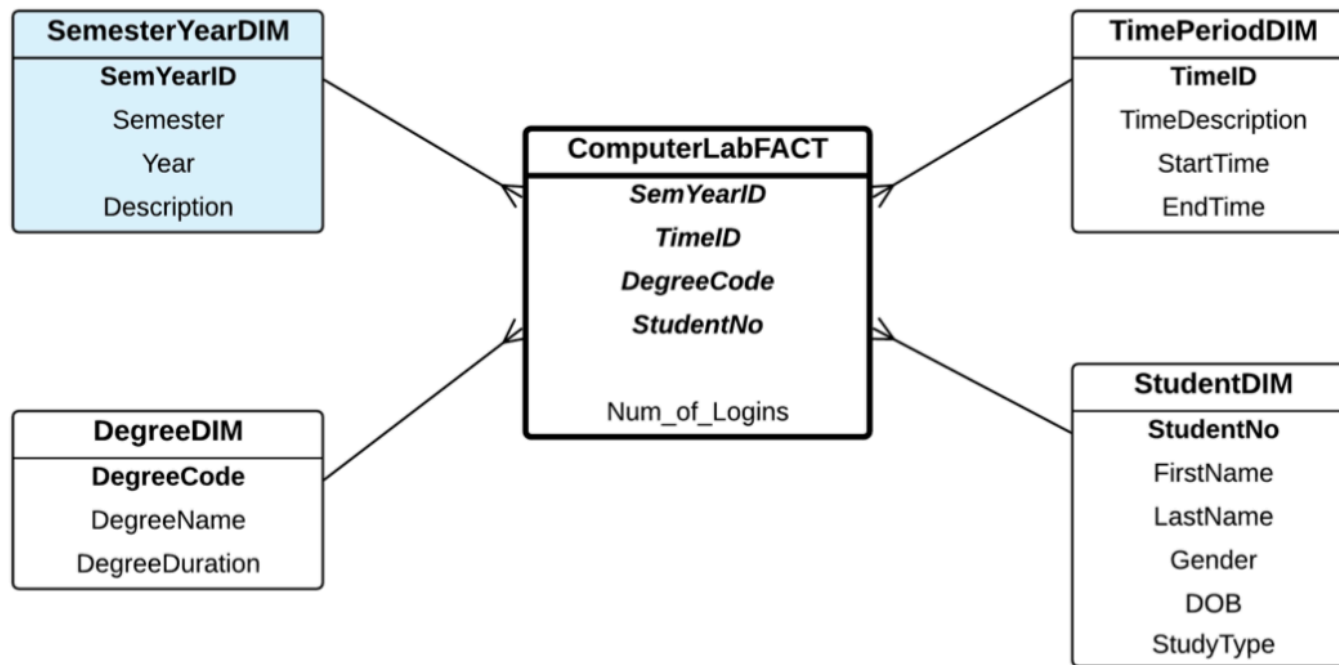 SemesterYearDIM
SemYearID
Semester
Year
Description
TimePeriodDIM
TimeID
TimeDescription
StartTime
EndTime
ComputerLabFACT
SemYearID
TimeID
DegreeCode
StudentNo
Num_of_Logins
DegreeDIM
DegreeCode
DegreeName
DegreeDuration
StudentDIM
StudentNo
FirstName
LastName
Gender
DOB
StudyType